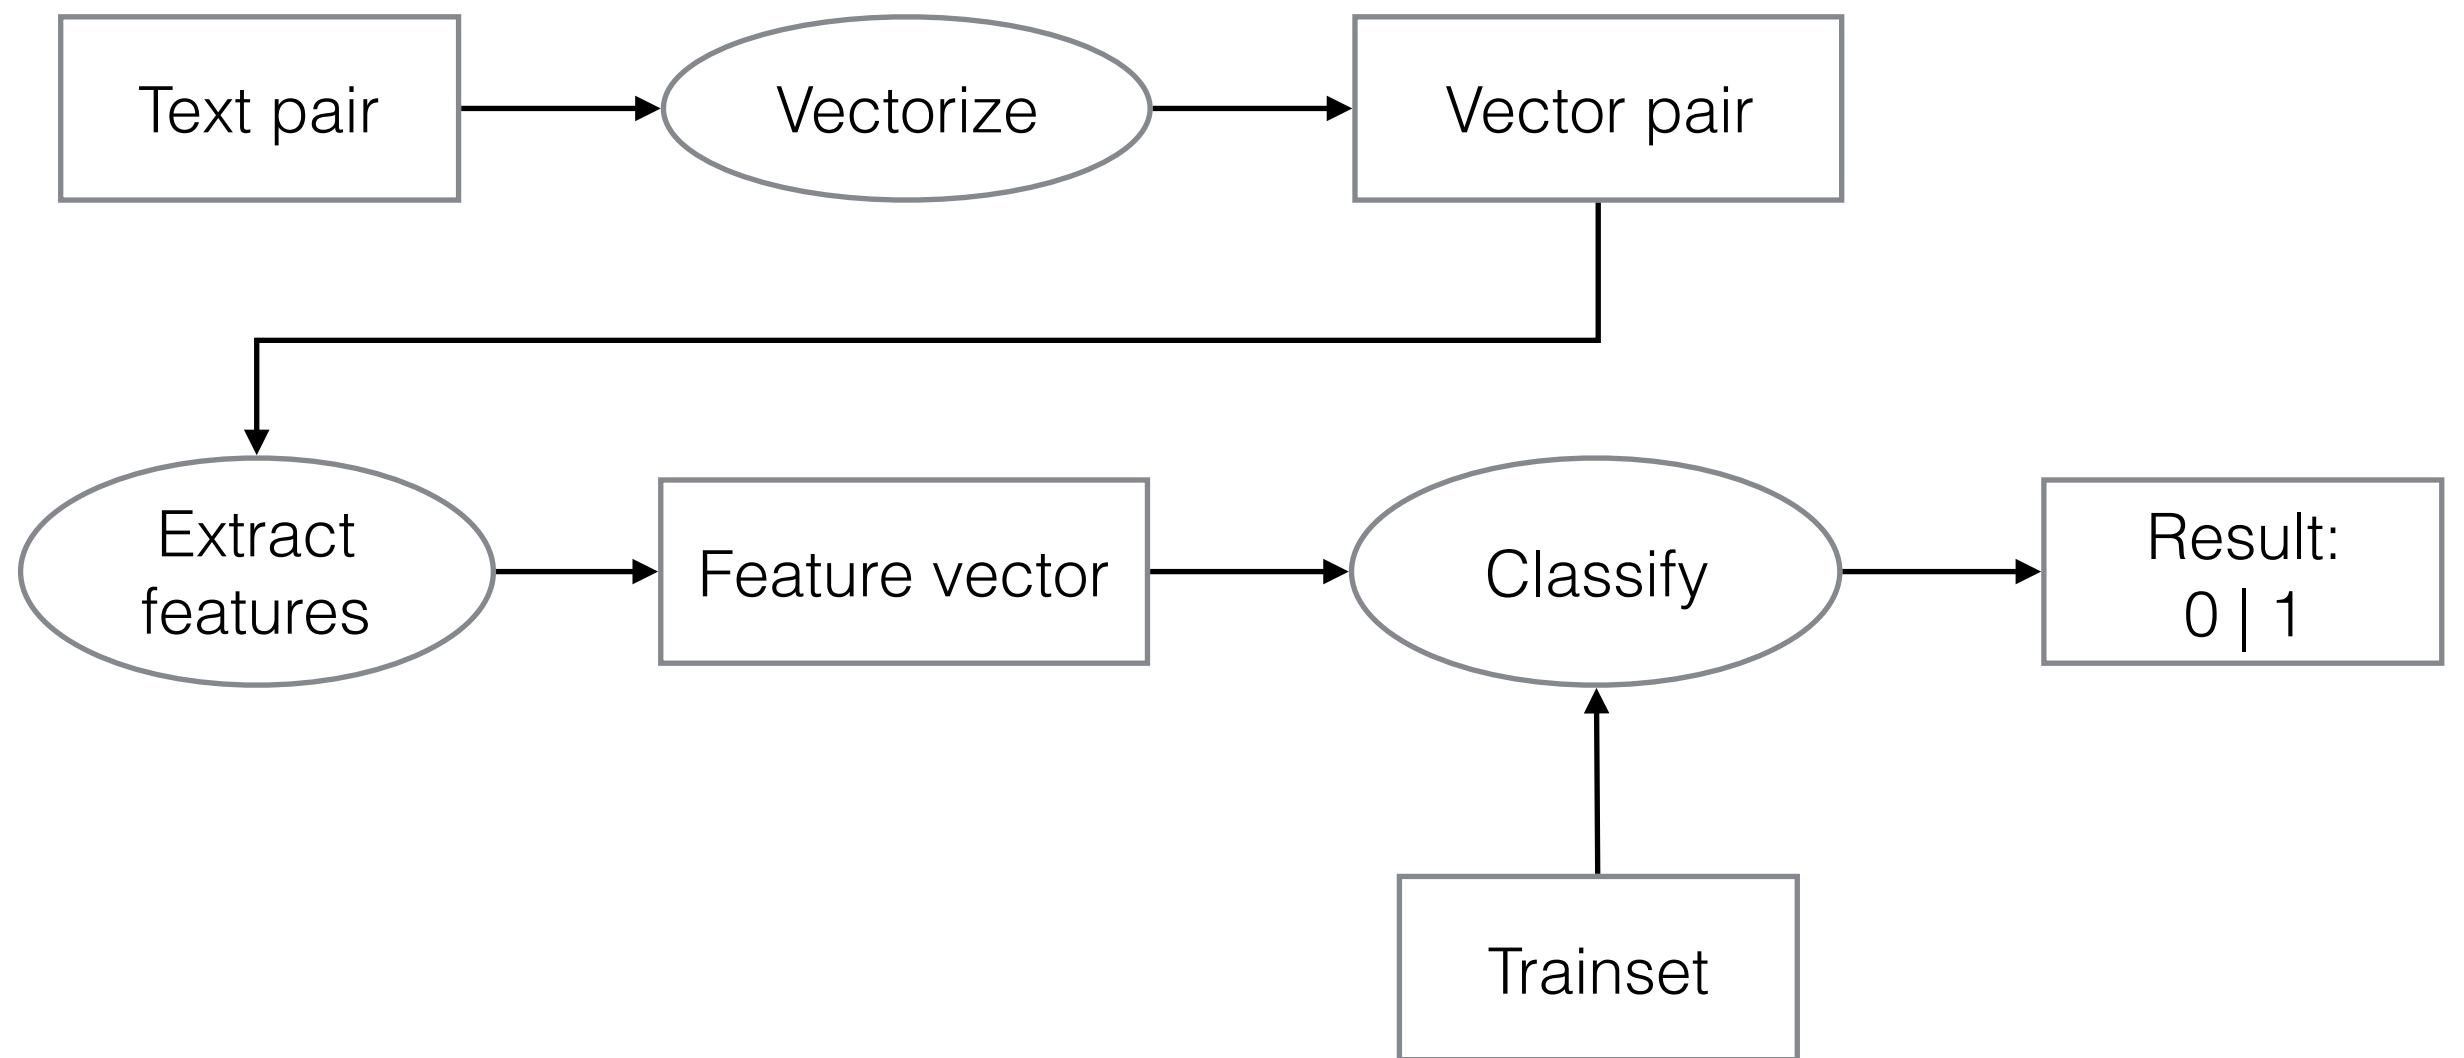 Text pair
Vectorize
Vector pair
Extract
features
Feature vector
Classify
Result:
0 | 1
Trainset